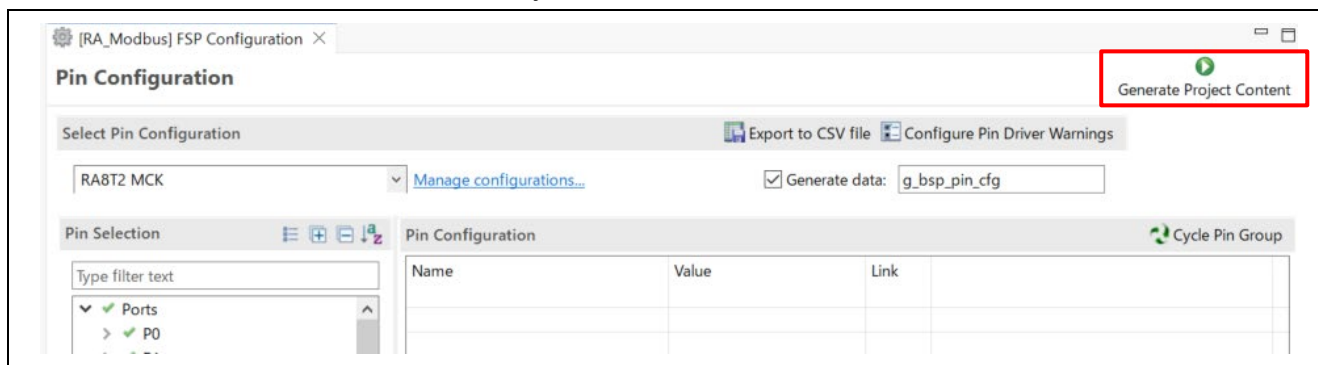 [RA_Modbus] FSP Configuration
Pin Configuration
Generate Project Content
Select Pin Configuration
Export to CSV file
Configure Pin Driver Warnings
RA8T2 MCK
Manage configurations...
Generate data:
g_bsp_pin_cfg
Pin Selection
Pin Configuration
Cycle Pin Group
Type filter text
Name
Value
Link
Ports
P0